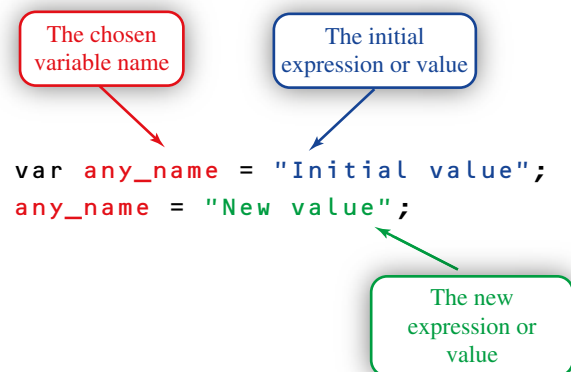 The chosen
variable name
The initial
expression or value
var any_name = "Initial value";
any_name = "New value";
The new
expression or
value